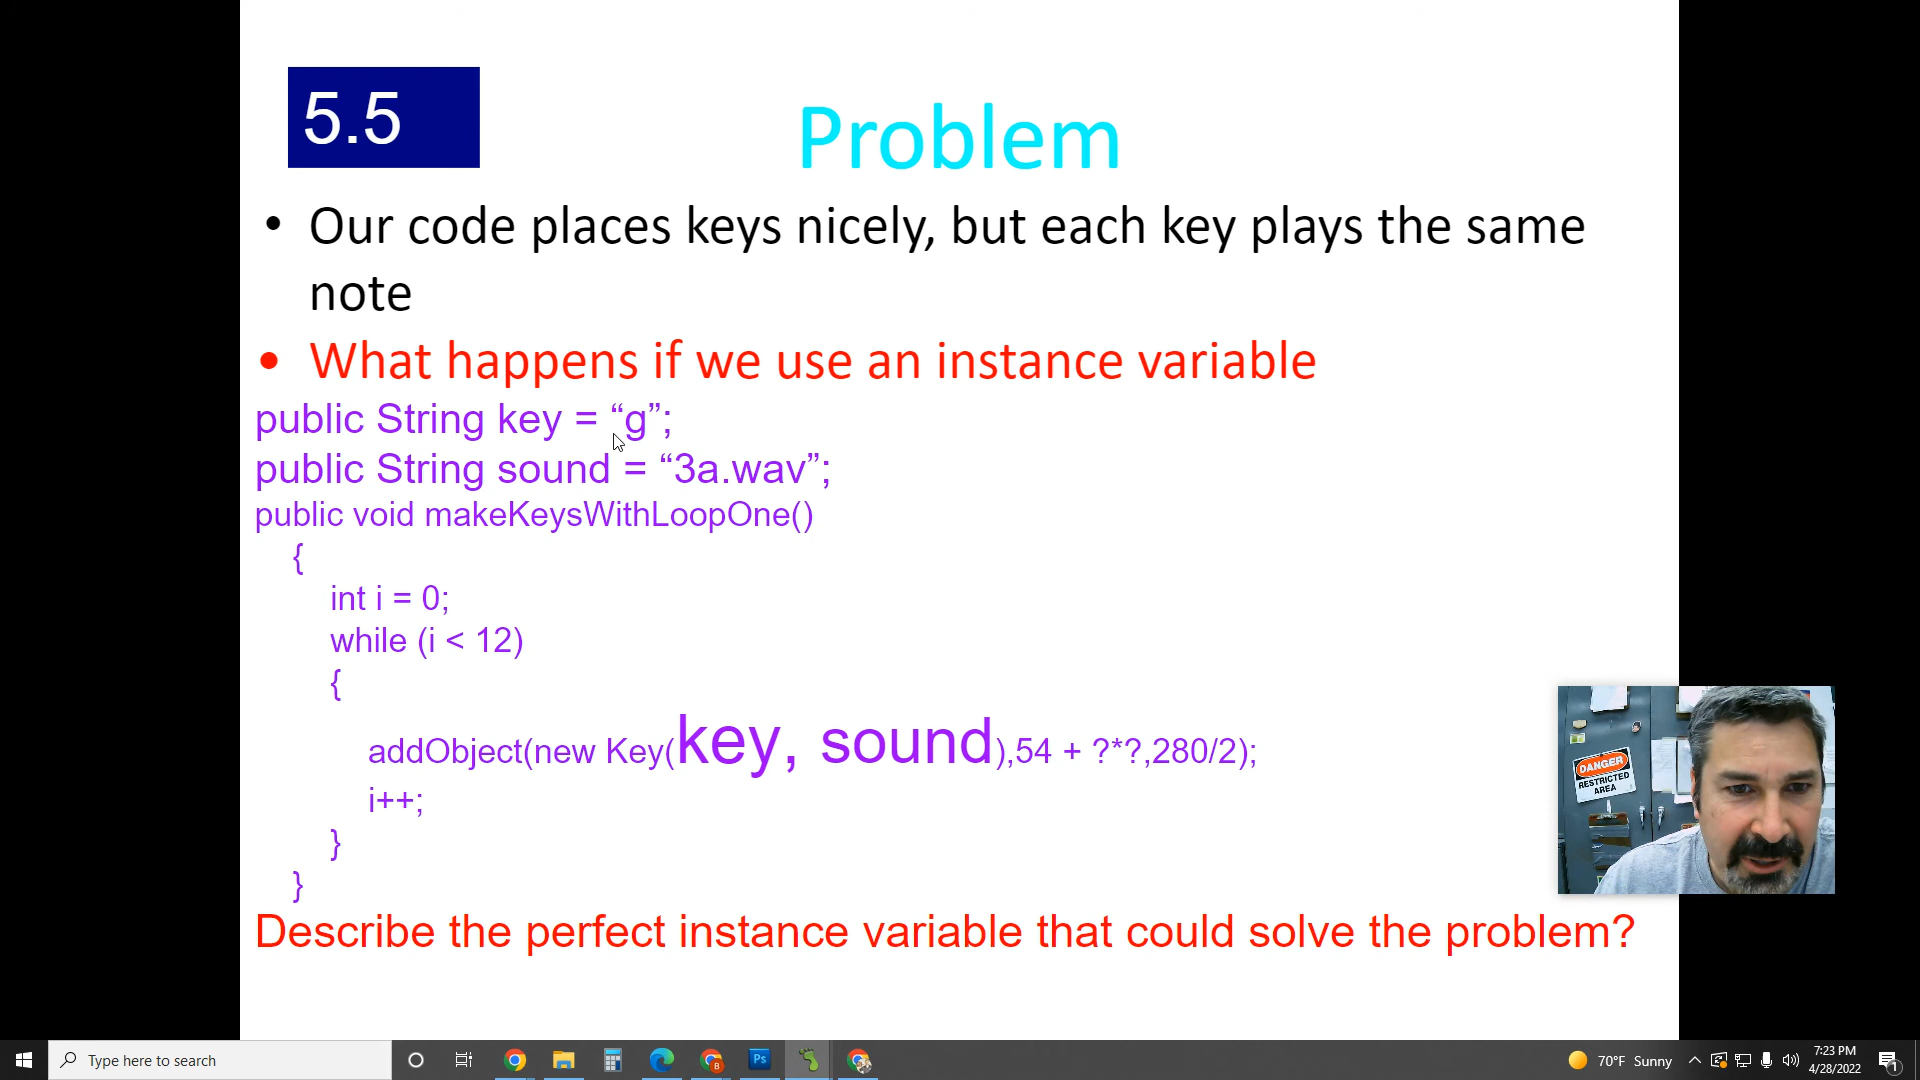 5.5
Problem
• Our code places keys nicely, but each key plays the same
note
• What happens if we use an instance variable
public String key = “g”;
public String sound = “3a.wav”;
public void makeKeysWithLoopOne()
{
int i = 0;
while (i < 12)
{
addObject(new Key(key, sound),54 + ?*?,280/2);
i++;
}
}
Describe the perfect instance variable that could solve the problem?
DANGER
RESTRICTED
AREA
Type here to search
Ps
70°F Sunny
7:23 PM
4/28/2022
1